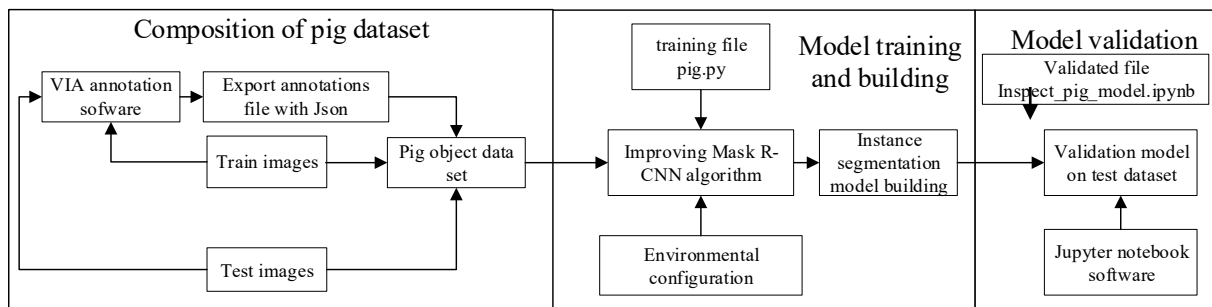 Composition of pig dataset
VIA annotation
sofware
Export annotations
file with Json
Train images
Pig object data
set
Test images
training file
pig.py
Model training
and building
Improving Mask R-
CNN algorithm
Instance
segmentation
model building
Environmental
configuration
Model validation
Validated file
Inspect_pig_model.ipynb
Validation model
on test dataset
Jupyter notebook
software